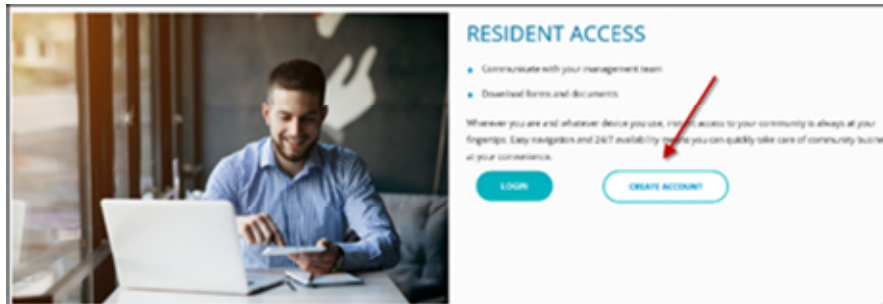 RESIDENT ACCESS
Communicate with your management team
Download forms and documents
Wherever you are and whatever device you use, instant access to your community is always at your
fingertips. Easy navigation and 24/7 availability means you can quickly take care of community busine
at your convenience.
LOGIN
CREATE ACCOUNT